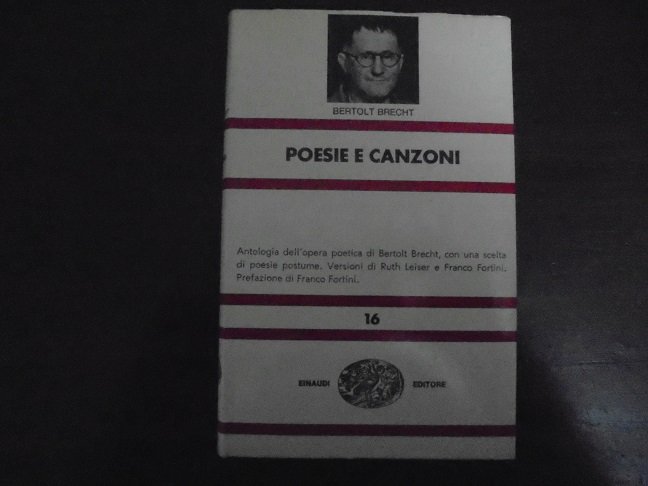 BERTOLT BRECHT
POESIE E CANZONI
Antologia dell'opera poetica di Bertolt Brecht, con una scelta
di poesie postume. Versioni di Ruth Leiser e Franco Fortini.
Prefazione di Franco Fortini.
16
EINAUDI EDITORE